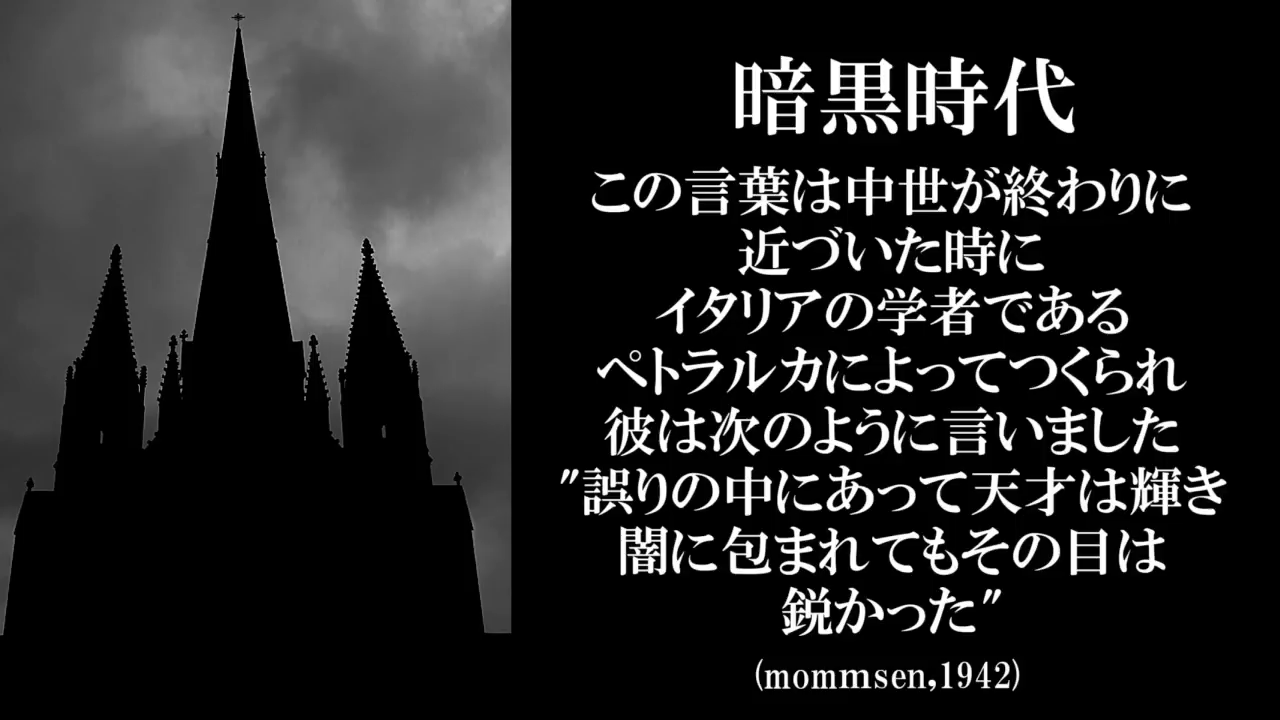 暗黒時代
この言葉は中世が終わりに
近づいた時に
イタリアの学者である
ペトラルカによってつくられ
彼は次のように言いました
"誤りの中にあって天才は輝き
闇に包まれてもその目は
鋭かった"
(mommsen,1942)